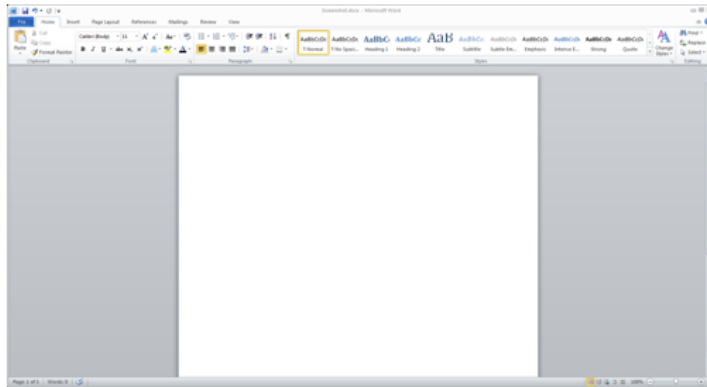 Screenshot.docx - Microsoft Word
File Home Insert Page Layout References Mailings Review View
Cut
Copy
Paste
Format Painter
Calibri (Body) 11
AaBbCcDc AaBbCcDc AaBbC AaBbCc AaB AaBbCc. AaBbCcDc AaBbCcDc AaBbCcDc AaBbCcDc AaBbCcDc
¶ Normal ¶ No Spaci... Heading 1 Heading 2 Title Subtitle Subtle Em... Emphasis Intense E... Strong Quote
Change
Styles
Find
Replace
Select
Clipboard Font Paragraph Styles Editing
Page: 1 of 1 Words: 0 100%